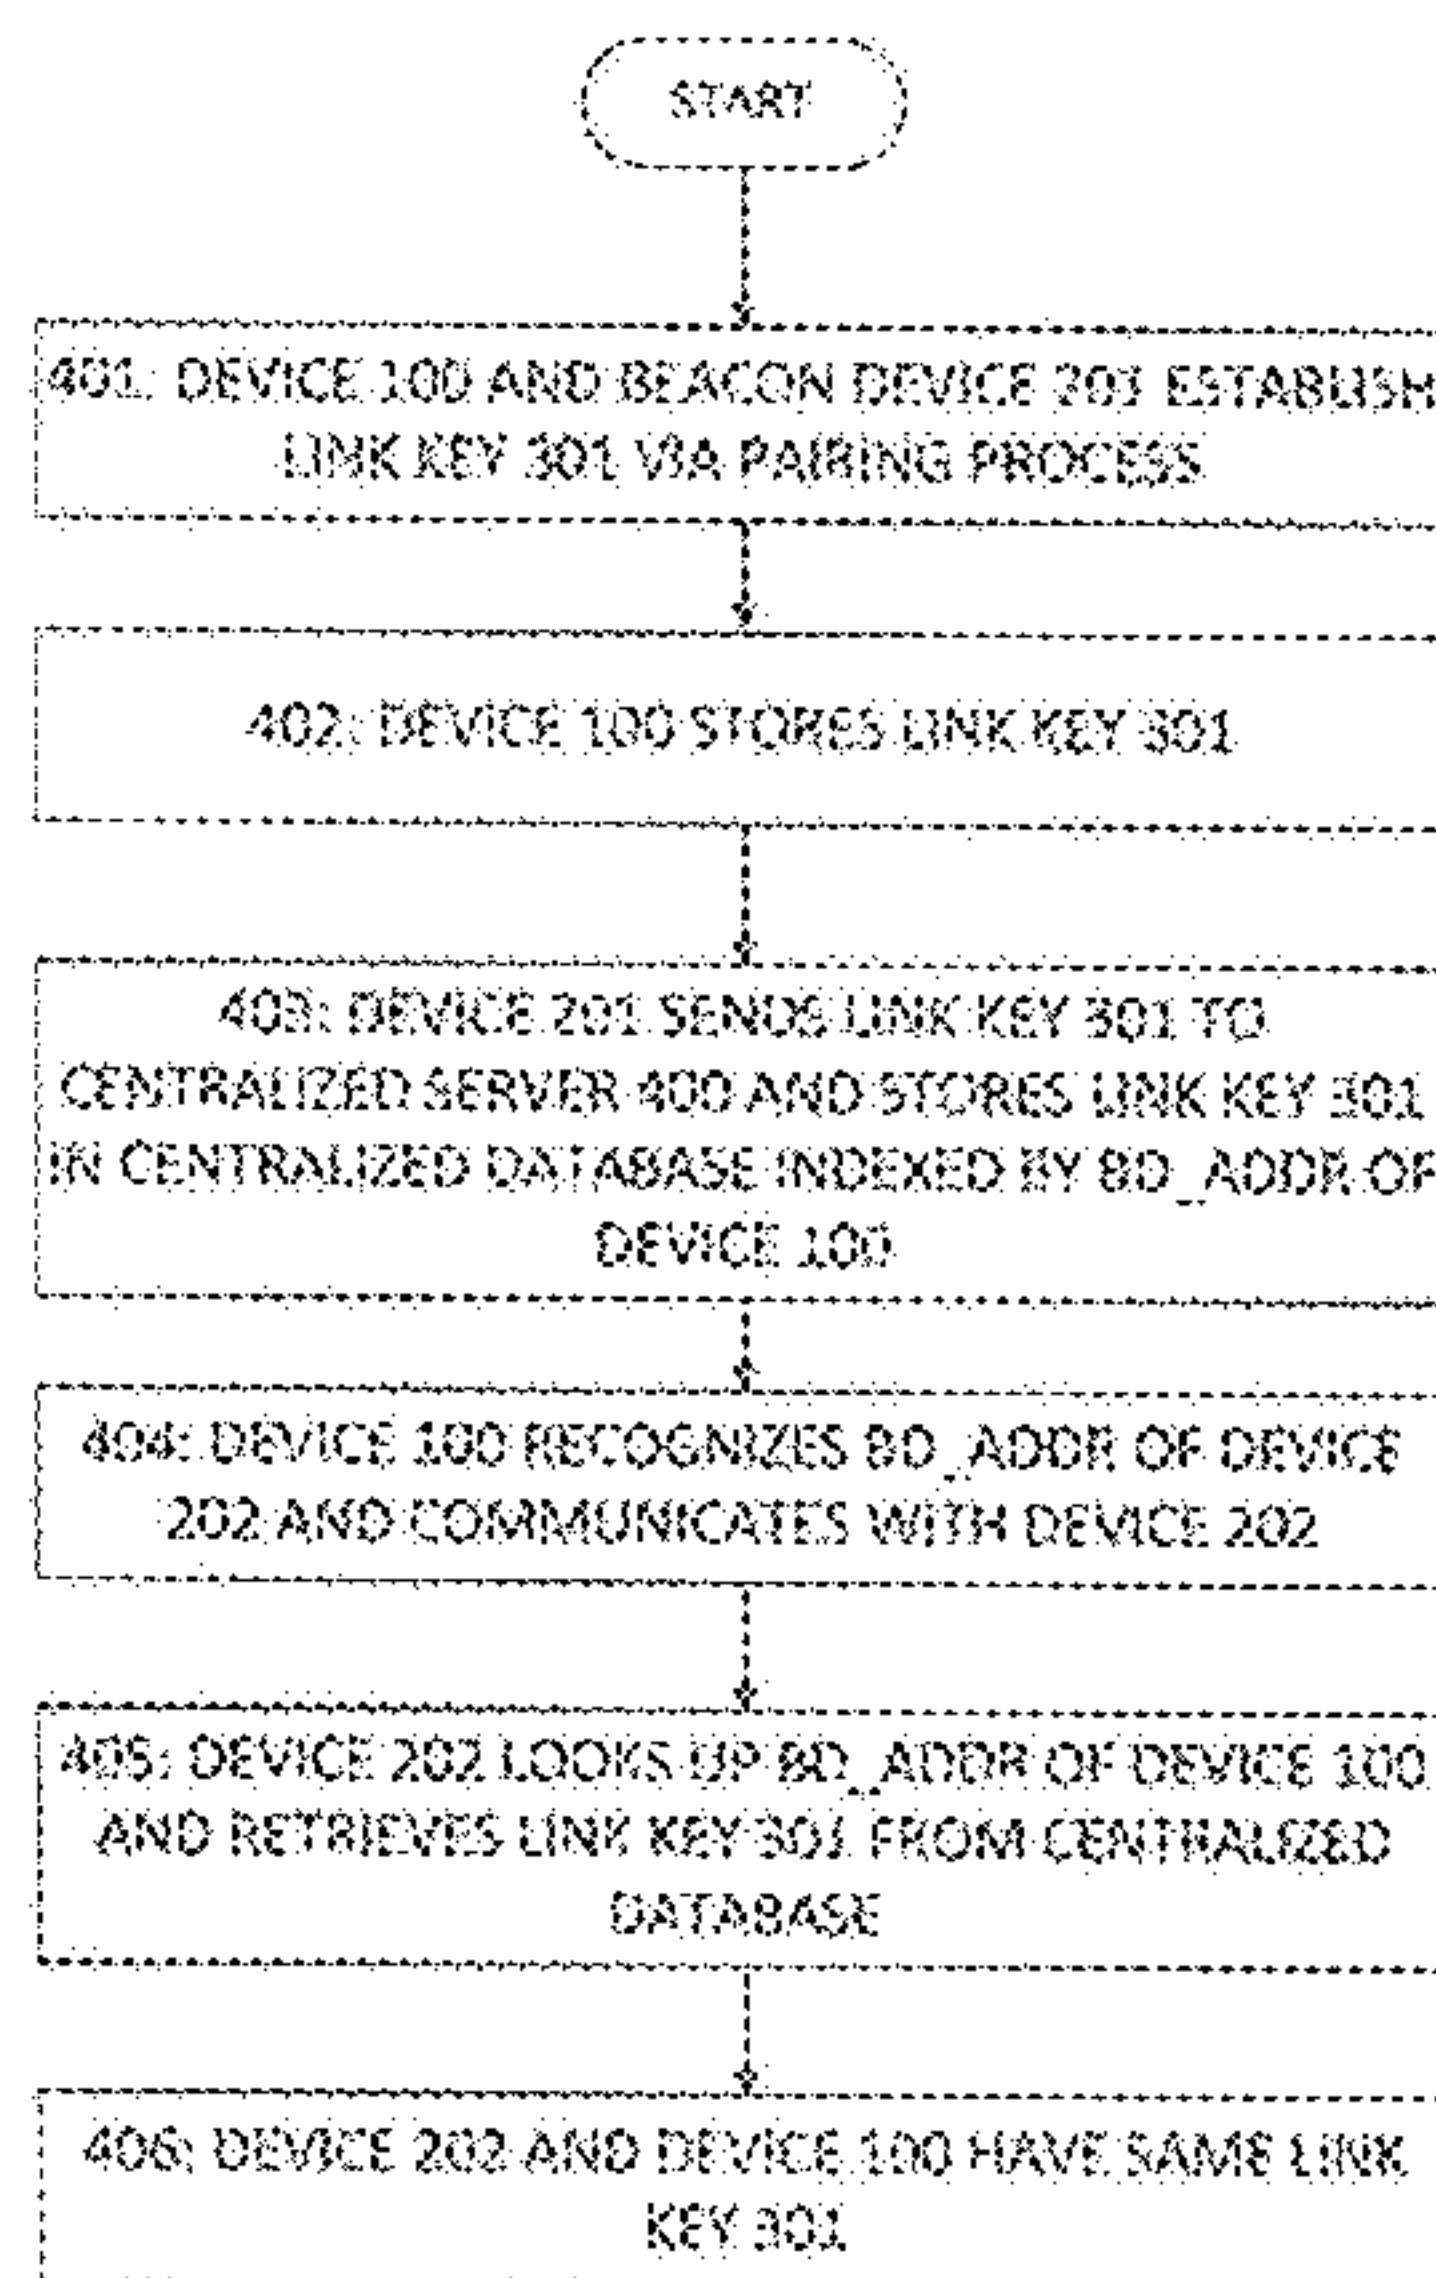 START
401: DEVICE 100 AND BEACON DEVICE 201 ESTABLISH
LINK KEY 301 VIA PAIRING PROCESS
402: DEVICE 100 STORES LINK KEY 301
403: DEVICE 201 SENDS LINK KEY 301 TO
CENTRALIZED SERVER 400 AND STORES LINK KEY 301
IN CENTRALIZED DATABASE INDEXED BY BD_ADDR OF
DEVICE 100
404: DEVICE 100 RECOGNIZES BD_ADDR OF DEVICE
202 AND COMMUNICATES WITH DEVICE 202
405: DEVICE 202 LOOKS UP BD_ADDR OF DEVICE 100
AND RETRIEVES LINK KEY 301 FROM CENTRALIZED
DATABASE
406: DEVICE 202 AND DEVICE 100 HAVE SAME LINK
KEY 301